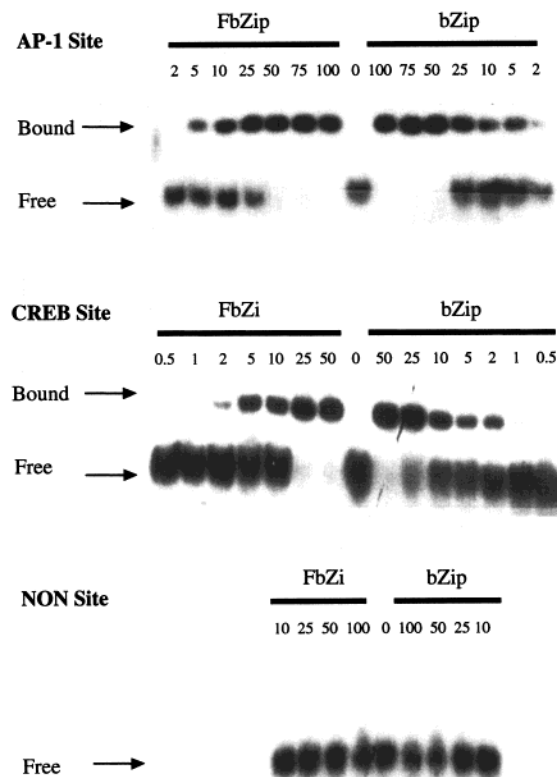 FbZip bZip
AP-1 Site
2 5 10 25 50 75 100 0 100 75 50 25 10 5 2
Bound
Free
FbZi bZip
CREB Site
0.5 1 2 5 10 25 50 0 50 25 10 5 2 1 0.5
Bound
Free
FbZi bZip
NON Site
10 25 50 100 0 100 50 25 10
Free